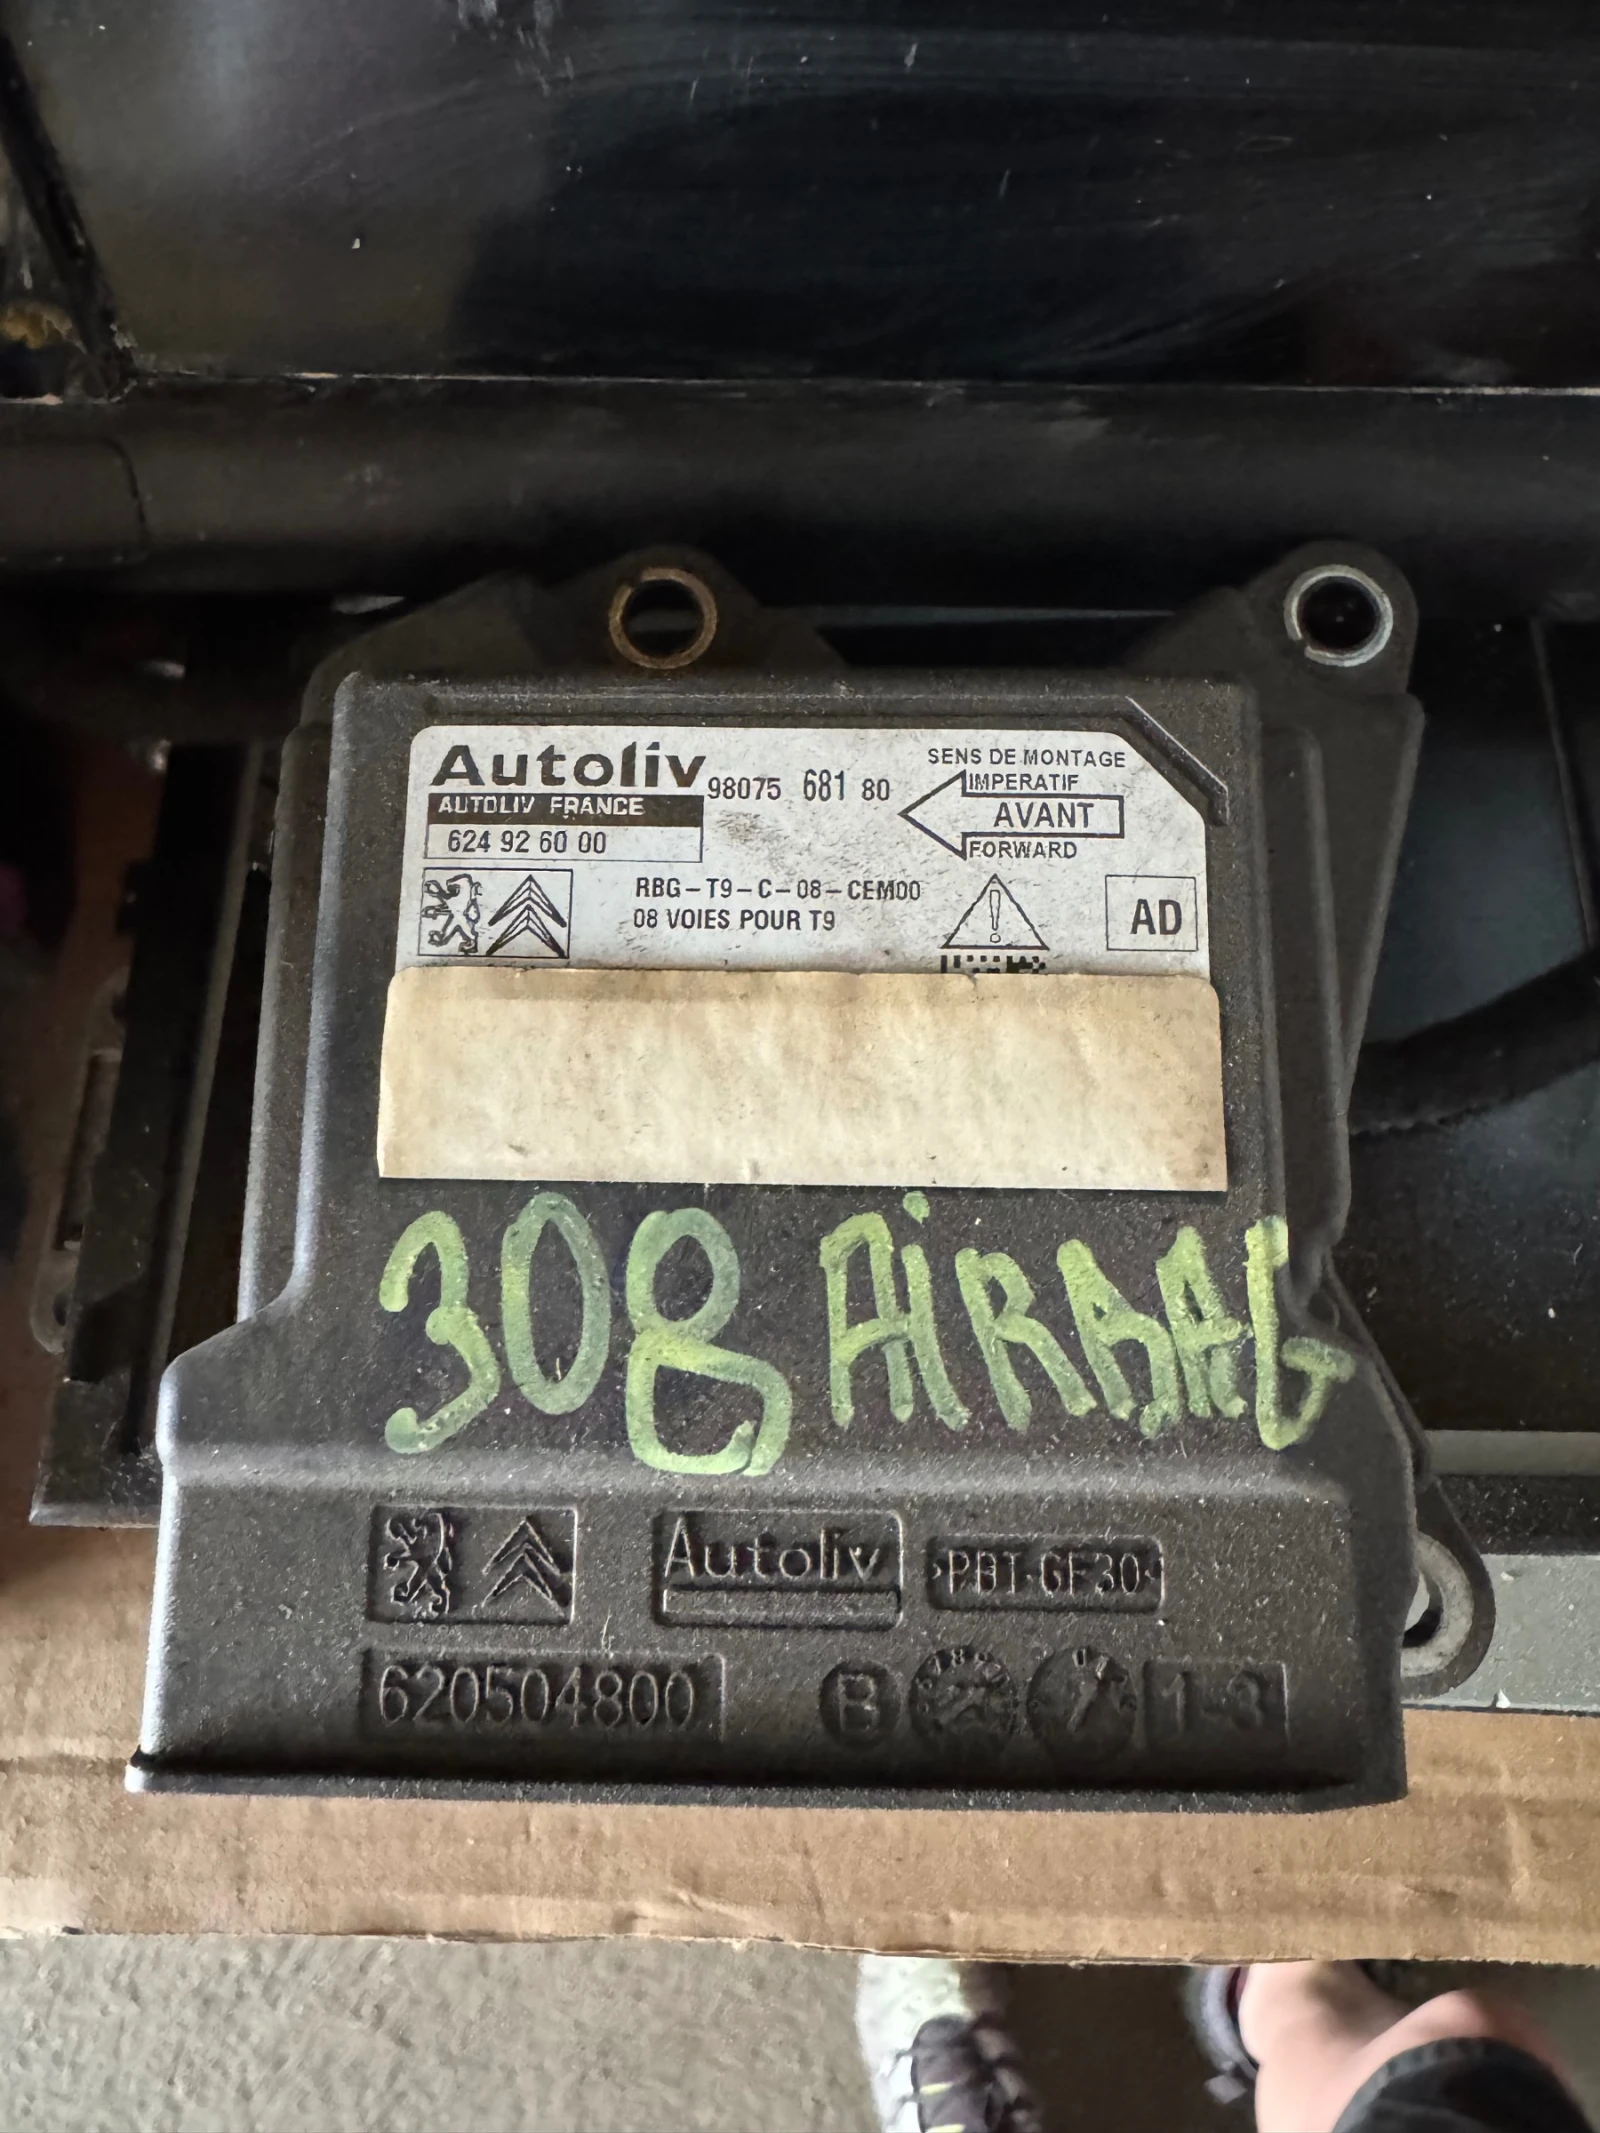 Autoliv
AUTOLIV FRANCE
624 92 60 00
98075 681 80
SENS DE MONTAGE
IMPERATIF
AVANT
FORWARD
RBG-T9-C-08-CEM00
08 VOIES POUR T9
AD
308 AiRBAG
Autoliv
>PBT-GF30<
620504800
B
1-3